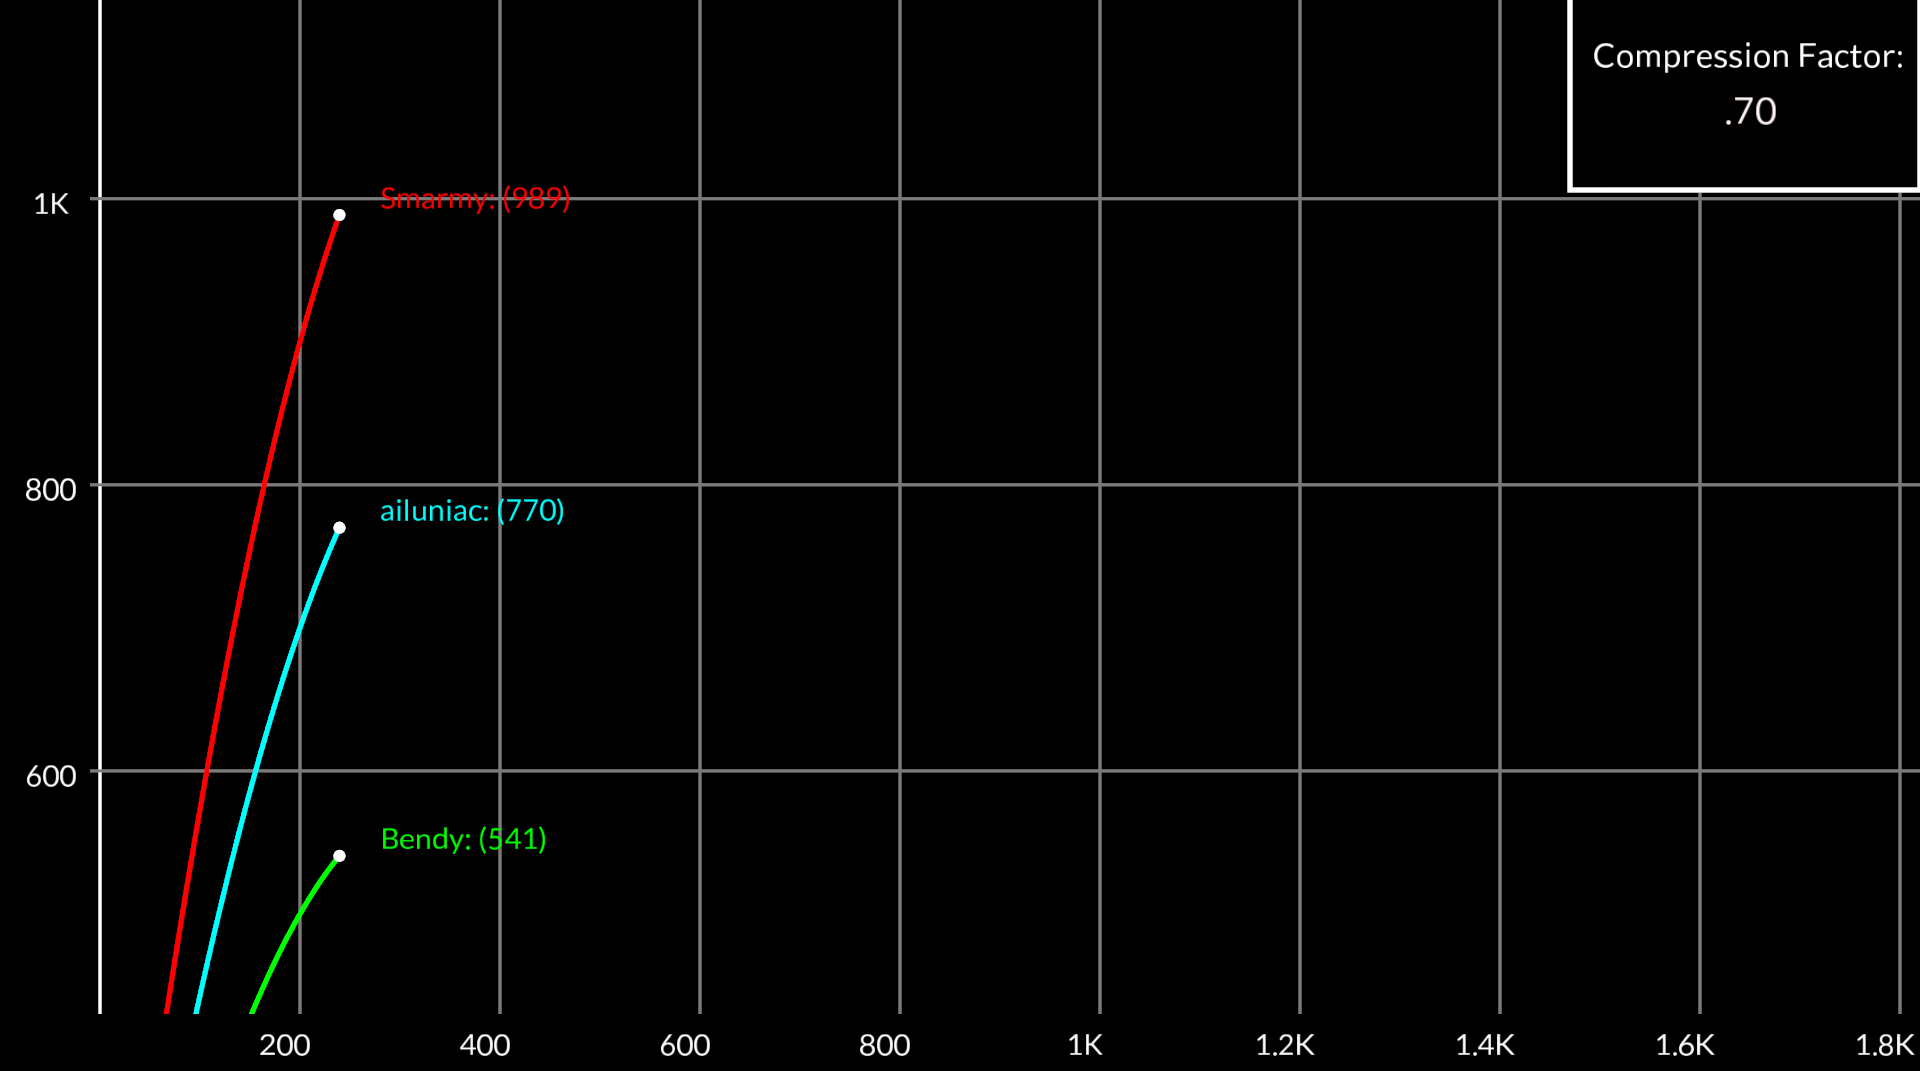 Compression Factor:
.70
1K
Smarmy: (989)
800
ailuniac: (770)
600
Bendy: (541)
200 400 600 800 1K 1.2K 1.4K 1.6K 1.8K